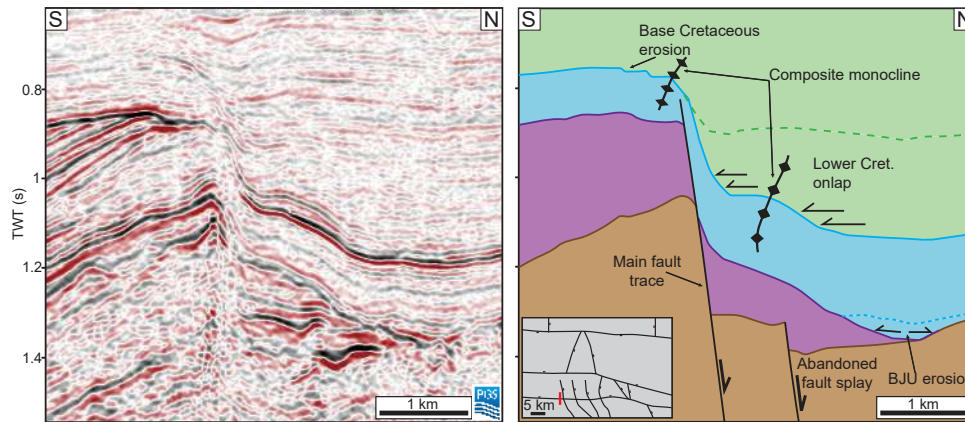 S
N
0.8
1
1.2
1.4
TWT (s)
PGS
1 km
S
N
Base Cretaceous
erosion
Composite monocline
Lower Cret.
onlap
Main fault
trace
Abandoned
fault splay
BJU erosion
5 km
1 km